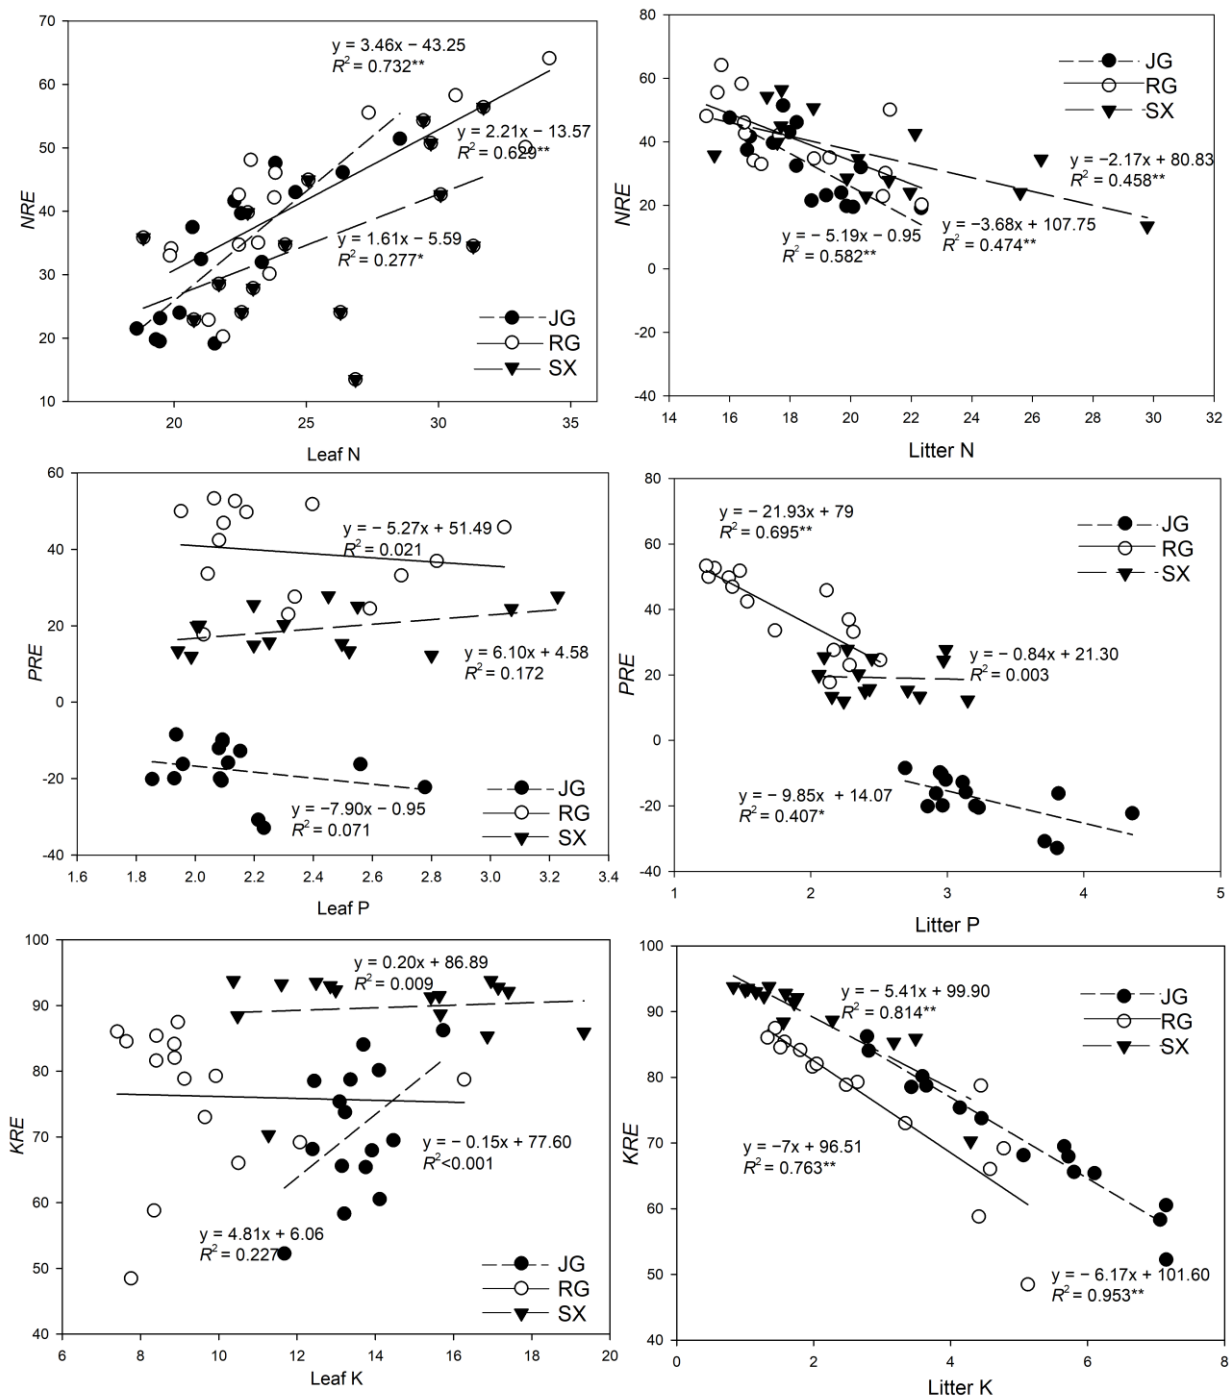 70
60
50
40
30
20
10
NRE
y = 3.46x − 43.25
R² = 0.732**
y = 2.21x − 13.57
R² = 0.629**
y = 1.61x − 5.59
R² = 0.277*
JG
RG
SX
20 25 30 35
Leaf N
80
60
40
20
0
-20
-40
NRE
JG
RG
SX
y = −2.17x + 80.83
R² = 0.458**
y = −3.68x + 107.75
R² = 0.474**
y = − 5.19x − 0.95
R² = 0.582**
14 16 18 20 22 24 26 28 30 32
Litter N
60
40
20
0
-20
-40
PRE
y = − 5.27x + 51.49
R² = 0.021
y = 6.10x + 4.58
R² = 0.172
y = −7.90x − 0.95
R² = 0.071
JG
RG
SX
1.6 1.8 2.0 2.2 2.4 2.6 2.8 3.0 3.2 3.4
Leaf P
80
60
40
20
0
-20
-40
PRE
y = − 21.93x + 79
R² = 0.695**
JG
RG
SX
y = − 0.84x + 21.30
R² = 0.003
y = − 9.85x + 14.07
R² = 0.407*
1 2 3 4 5
Litter P
100
90
80
70
60
50
40
KRE
y = 0.20x + 86.89
R² = 0.009
y = − 0.15x + 77.60
R²<0.001
y = 4.81x + 6.06
R² = 0.227
JG
RG
SX
6 8 10 12 14 16 18 20
Leaf K
100
90
80
70
60
50
40
KRE
y = − 5.41x + 99.90
R² = 0.814**
JG
RG
SX
y = −7x + 96.51
R² = 0.763**
y = − 6.17x + 101.60
R² = 0.953**
0 2 4 6 8
Litter K